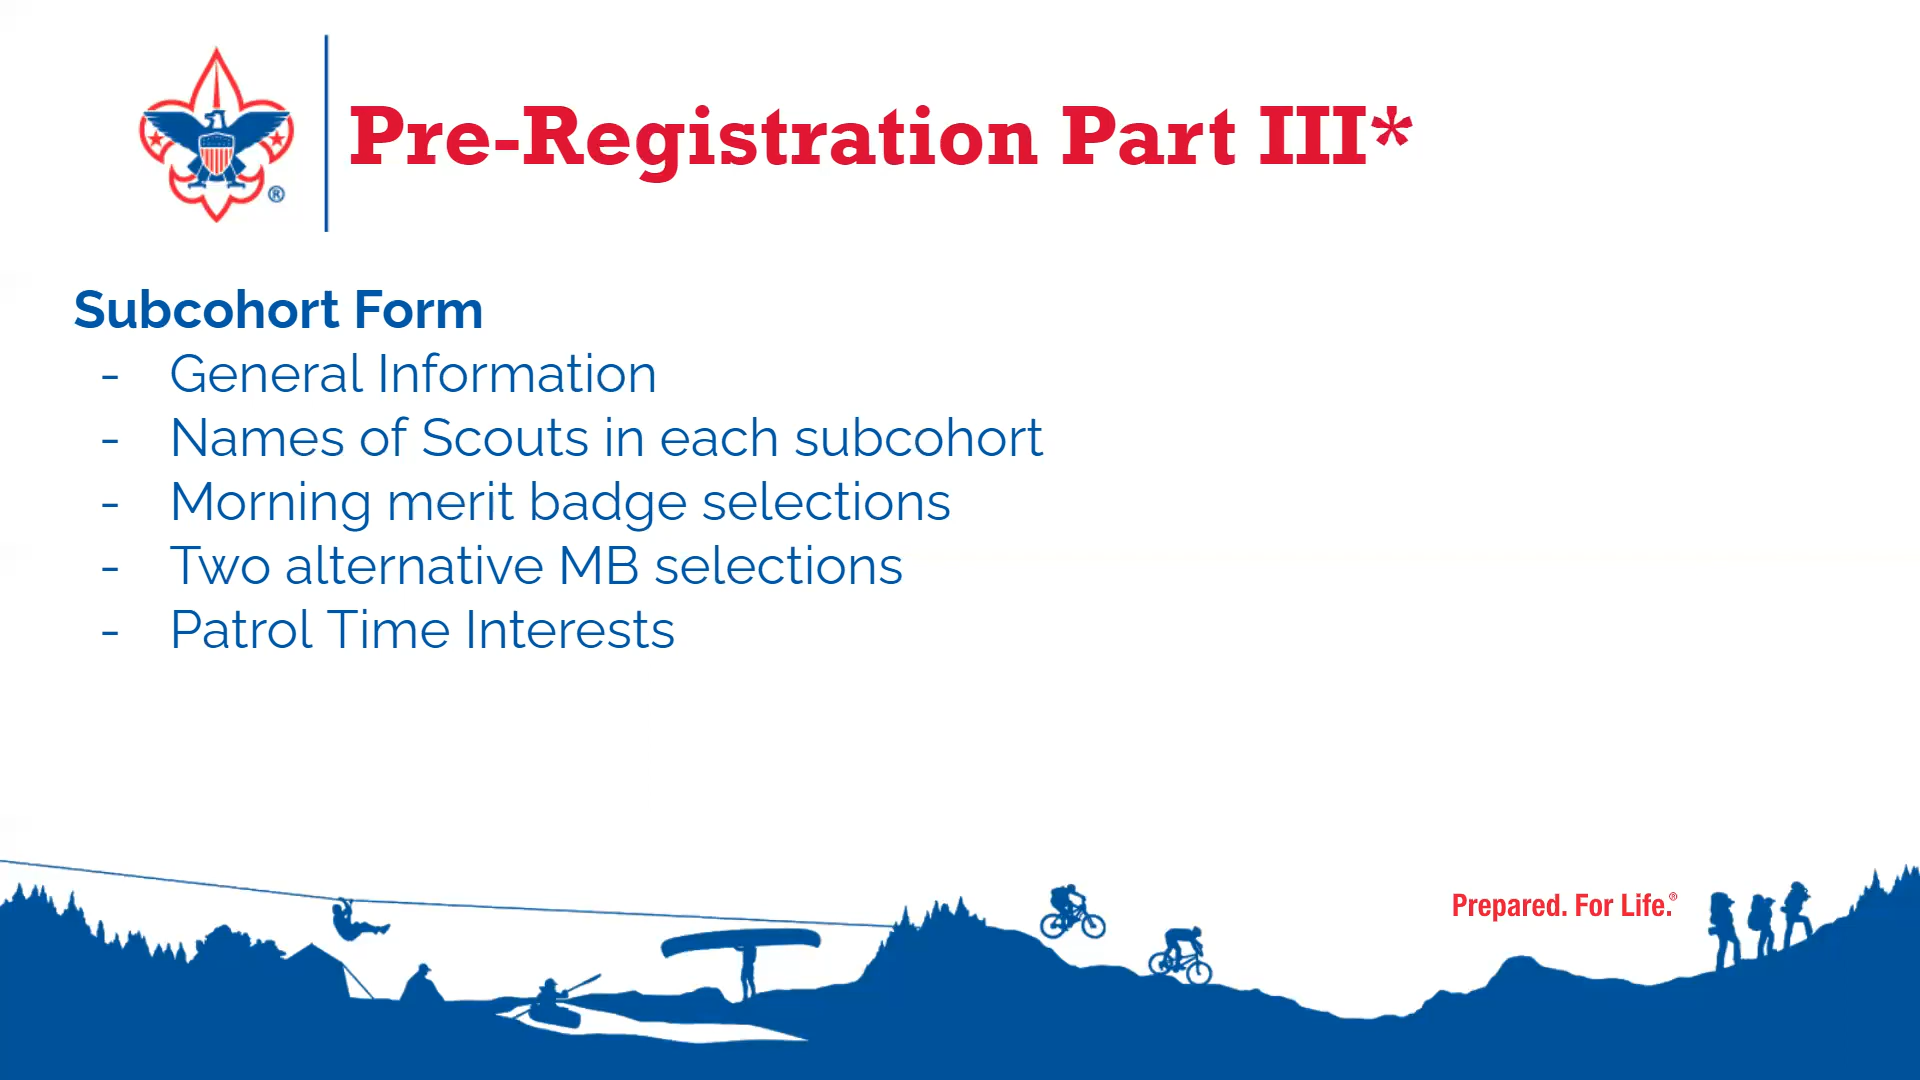 Pre-Registration Part III*
®
Subcohort Form
- General Information
- Names of Scouts in each subcohort
- Morning merit badge selections
- Two alternative MB selections
- Patrol Time Interests
Prepared. For Life.®